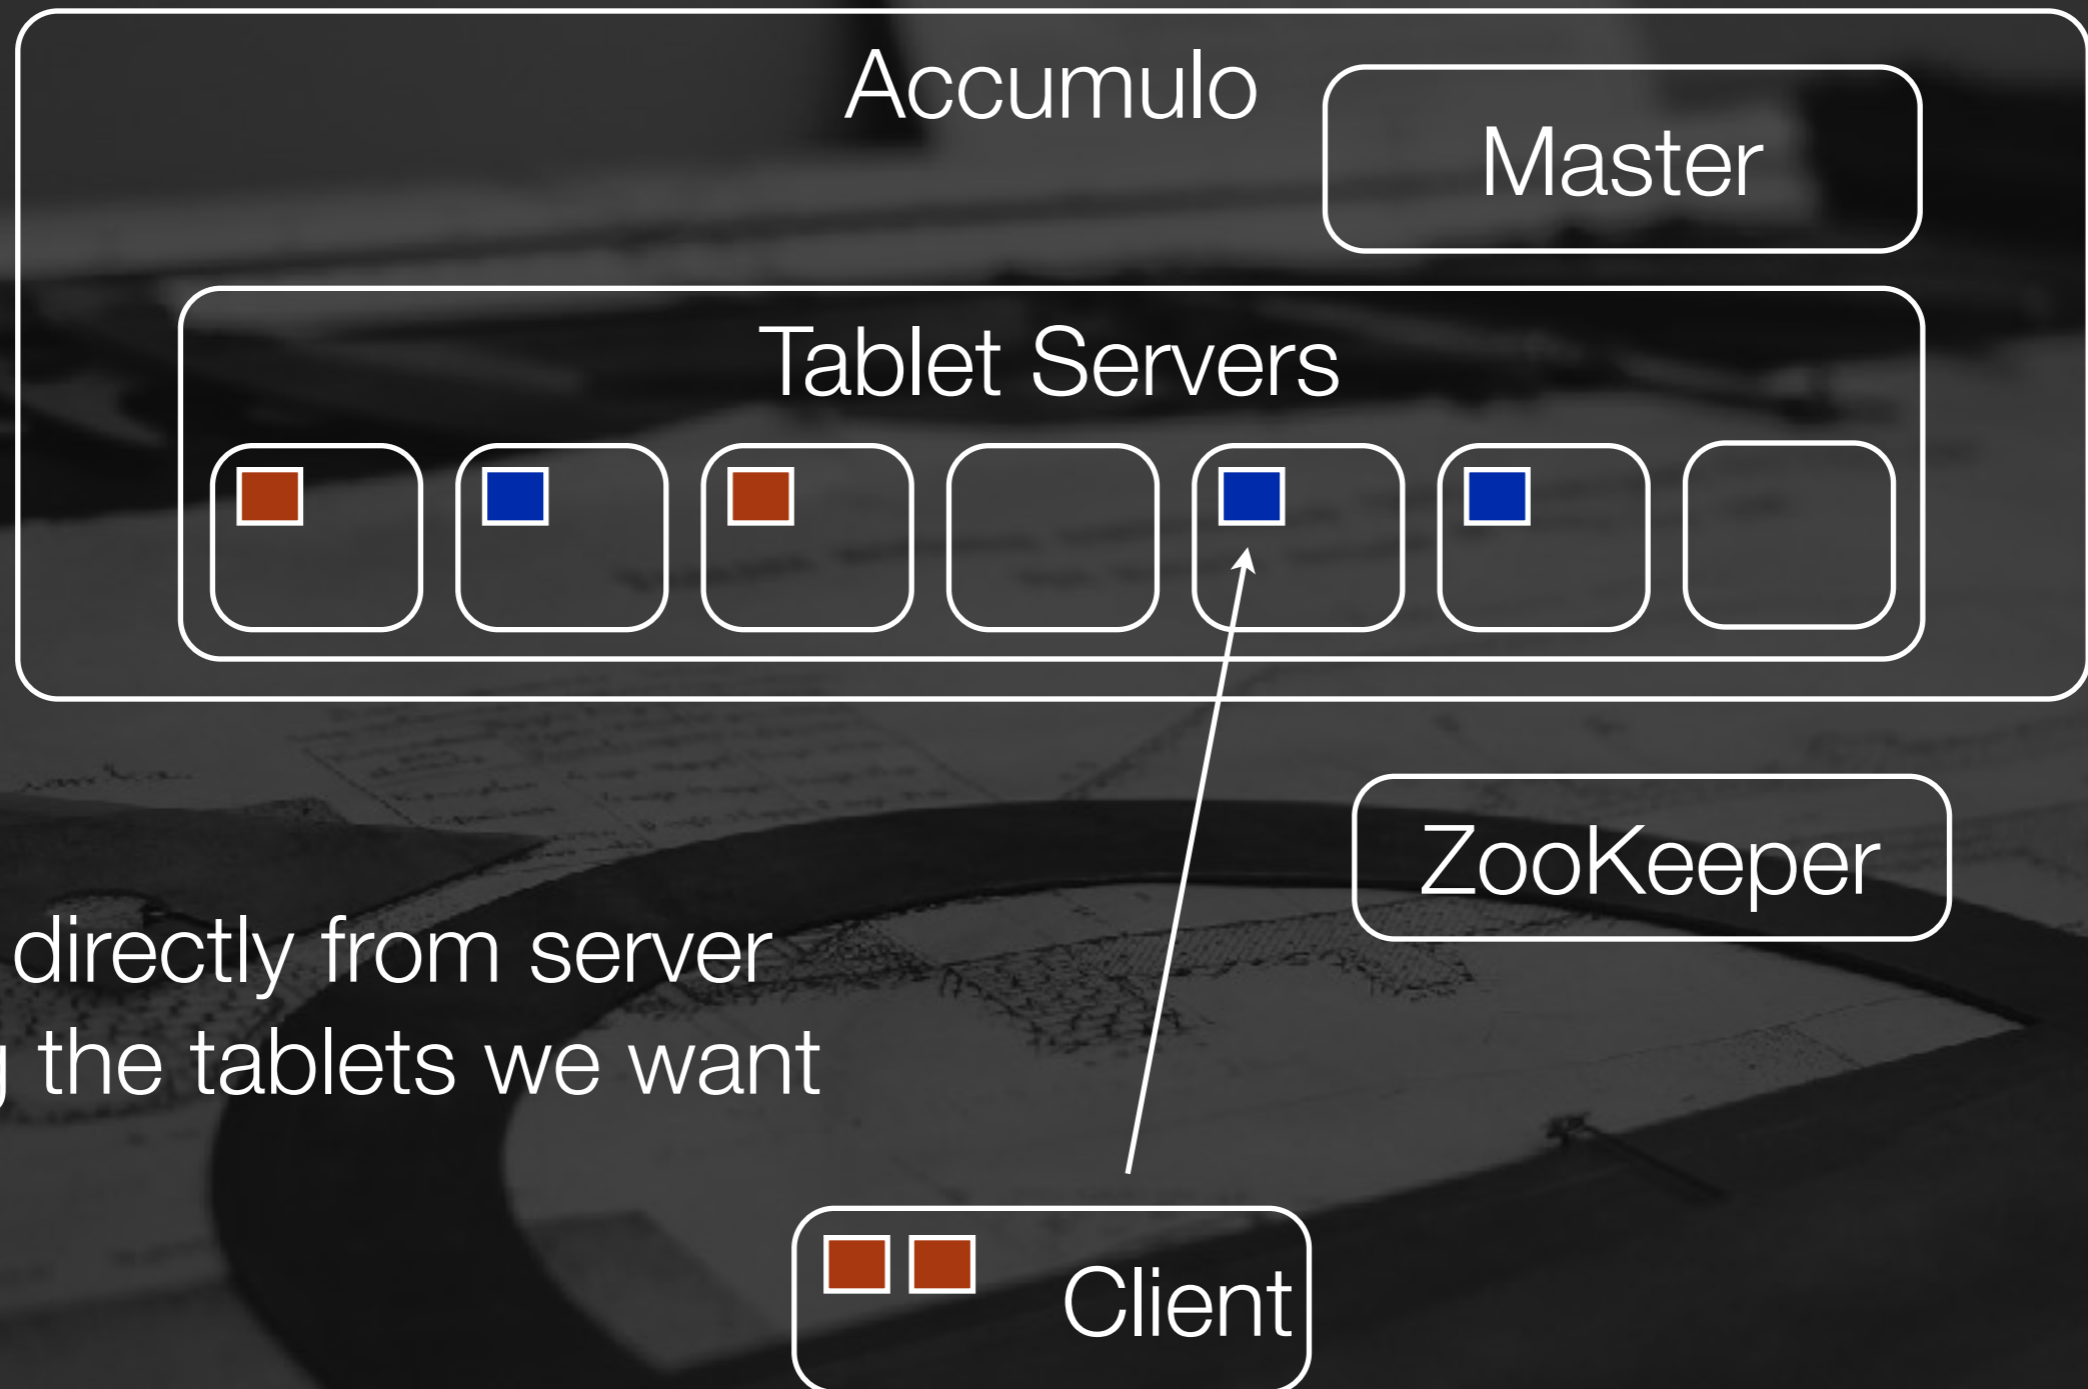 Accumulo
Master
Tablet Servers
ZooKeeper
directly from server
the tablets we want
Client